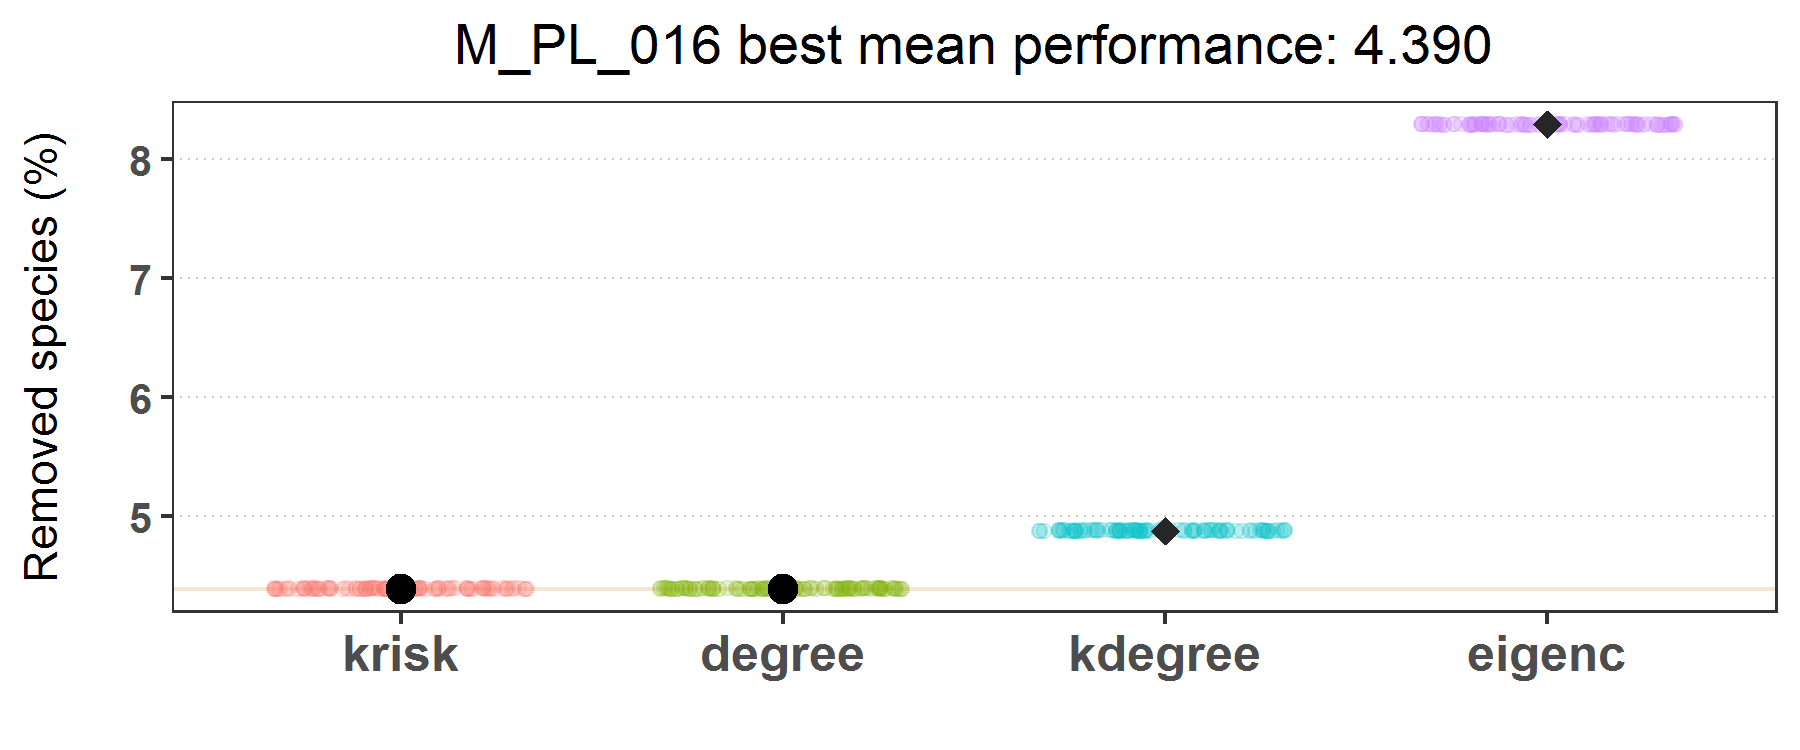 M_PL_016 best mean performance: 4.390
Removed species (%)
8
7
6
5
krisk degree kdegree eigenc